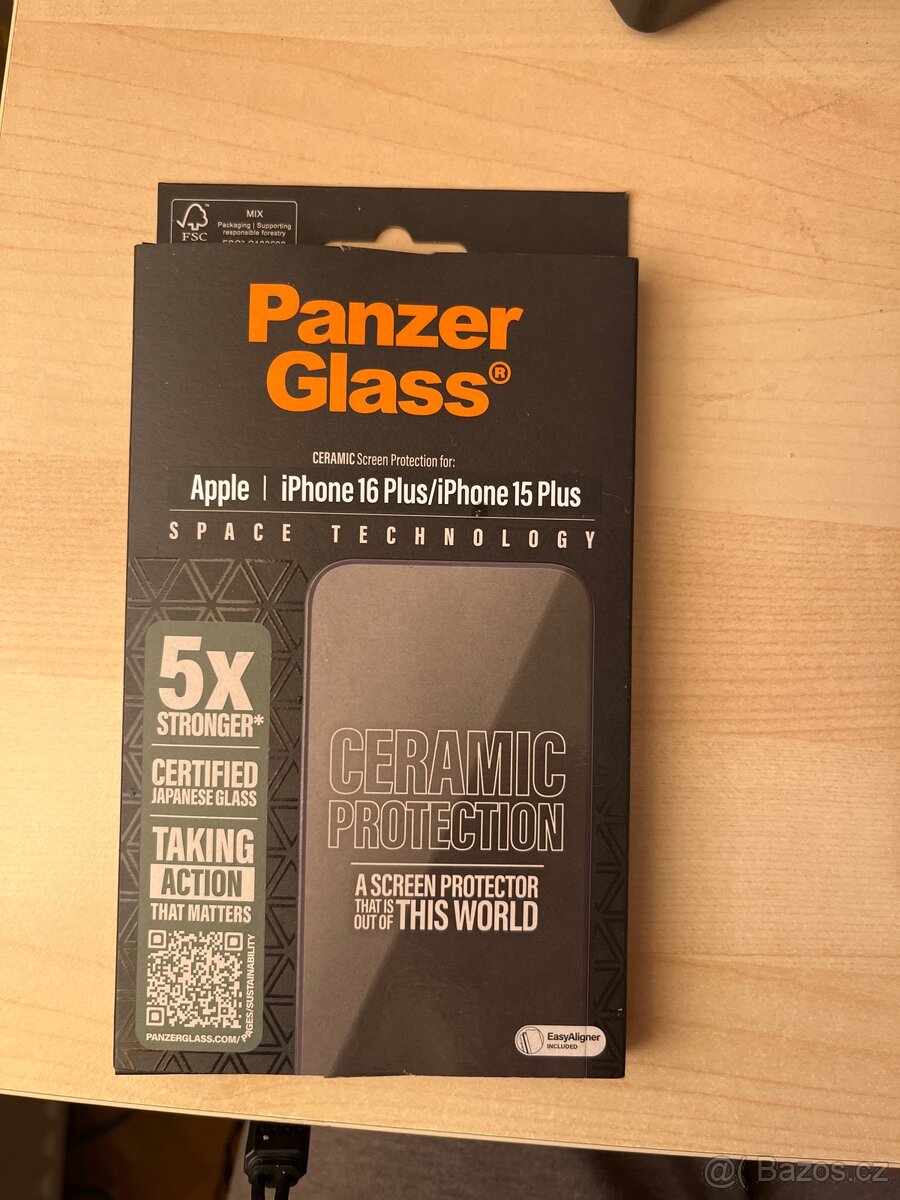 FSC
MIX
Packaging | Supporting
responsible forestry
Panzer
Glass®
CERAMIC Screen Protection for:
Apple | iPhone 16 Plus/iPhone 15 Plus
SPACE TECHNOLOGY
5x
STRONGER*
CERTIFIED
JAPANESE GLASS
TAKING
ACTION
THAT MATTERS
PANZERGLASS.COM/
PAGES/SUSTAINABILITY
CERAMIC
PROTECTION
A SCREEN PROTECTOR
THAT IS
OUT OF THIS WORLD
EasyAligner
INCLUDED
@( Bazos.cz